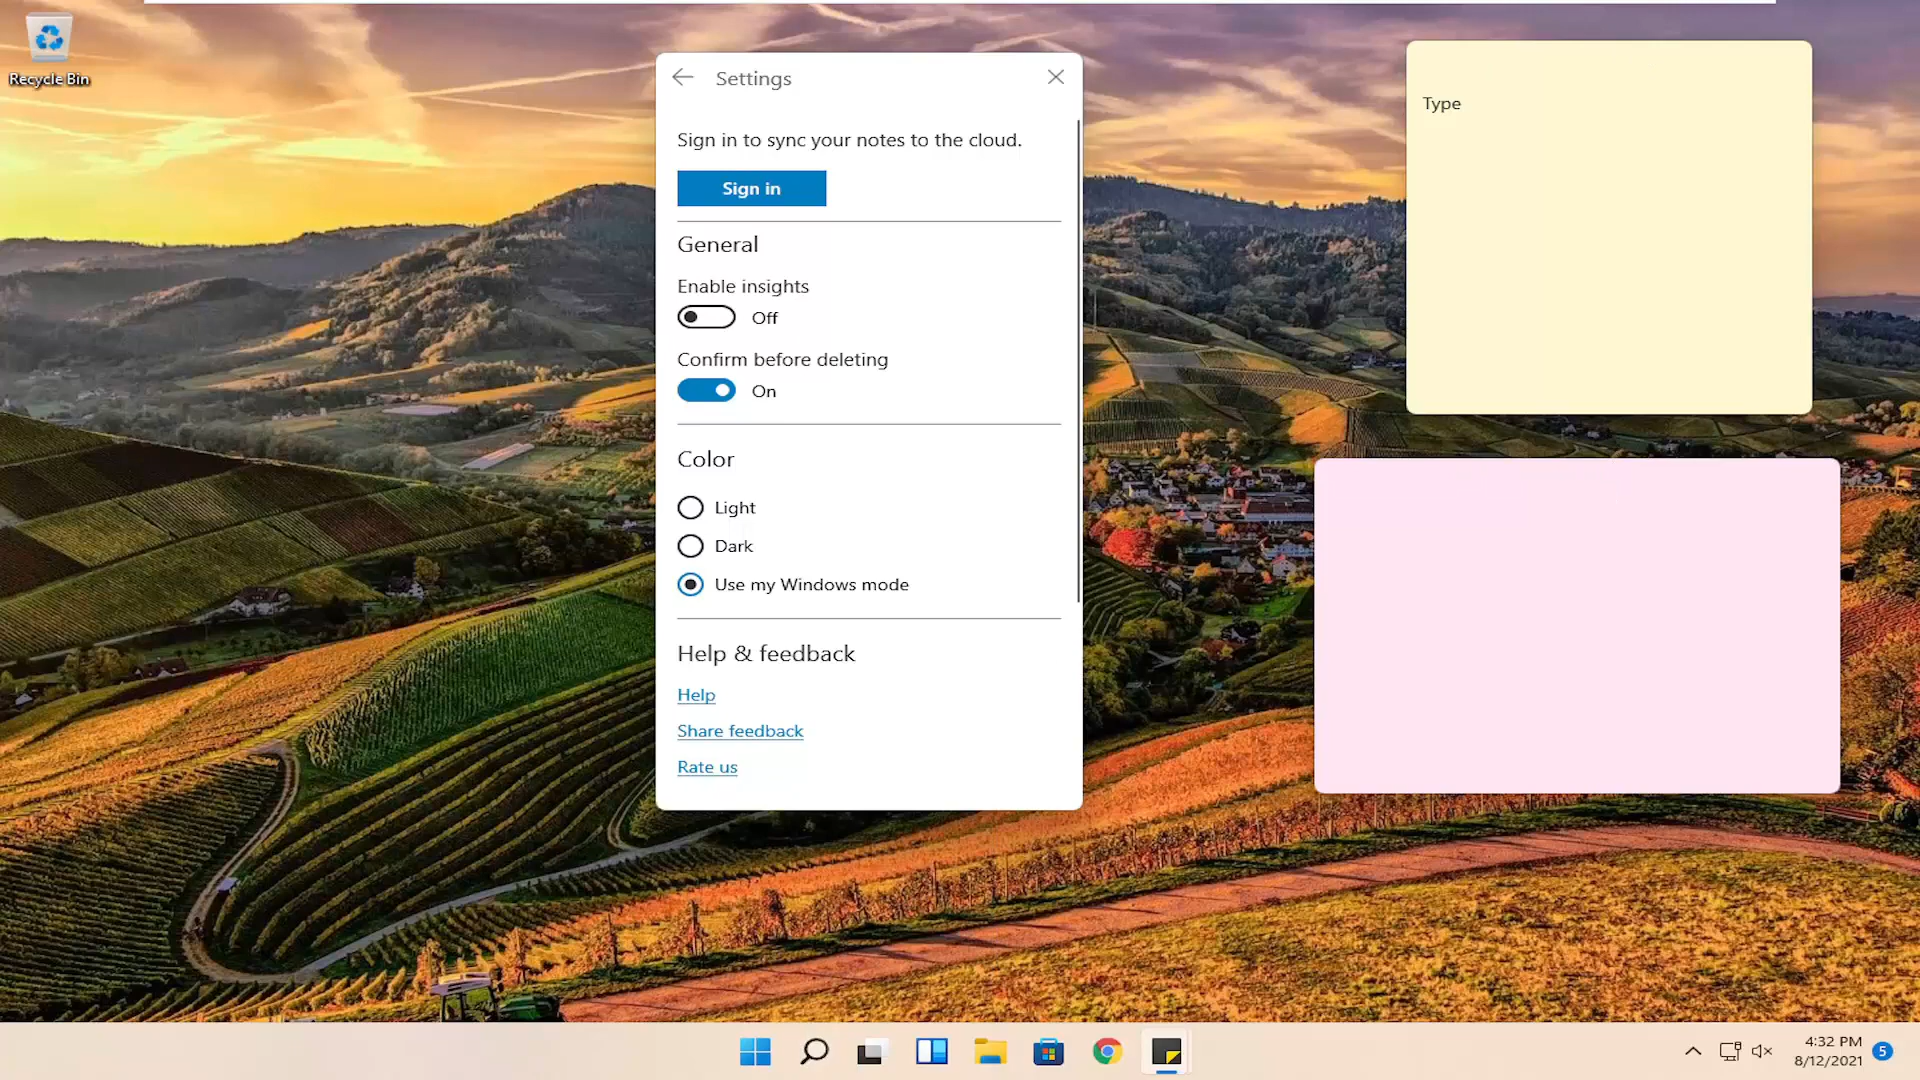 Recycle Bin
Settings
Sign in to sync your notes to the cloud.
Sign in
General
Enable insights
Off
Confirm before deleting
On
Color
Light
Dark
Use my Windows mode
Help & feedback
Help
Share feedback
Rate us
Type
4:32 PM
8/12/2021
5